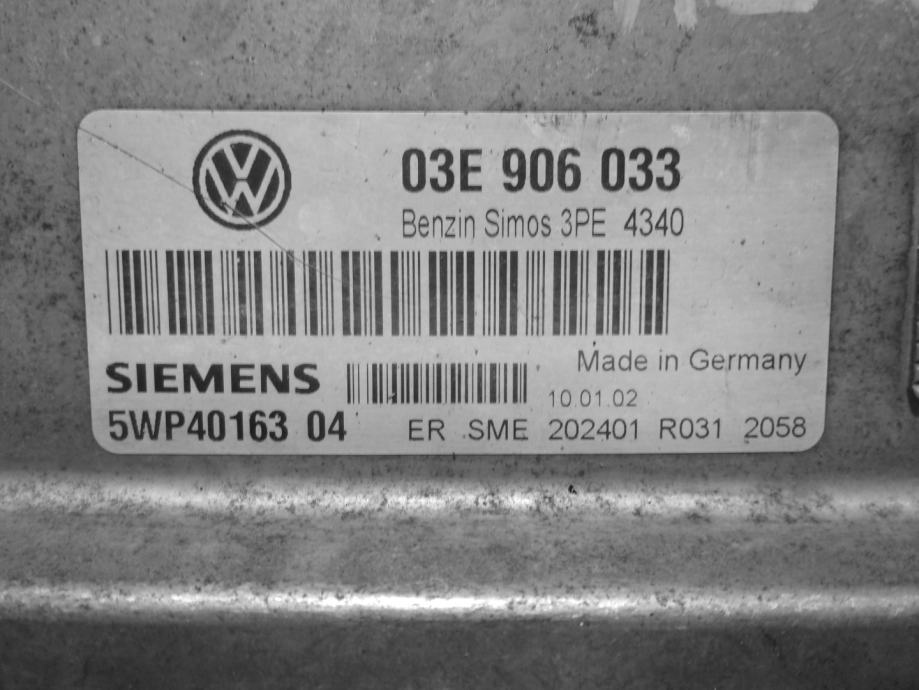 03E 906 033
Benzin Simos 3PE 4340
Made in Germany
SIEMENS
10.01.02
5WP40163 04
ER SME 202401 R031 2058